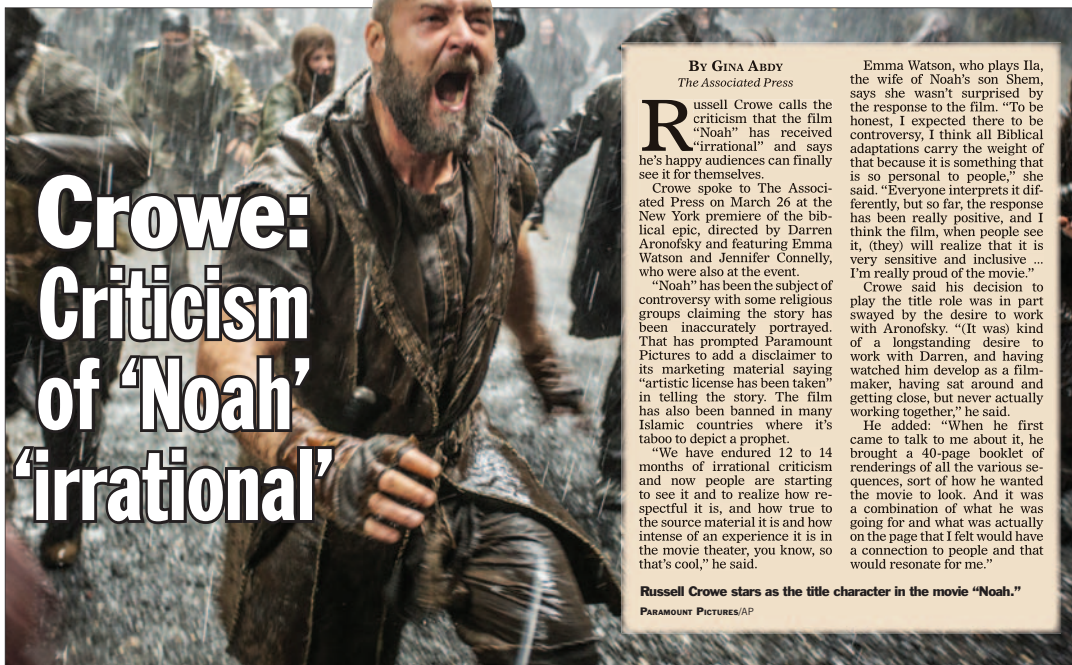 Crowe:
Criticism
of ‘Noah’
‘irrational’
By Gina Abdy
The Associated Press
Russell Crowe calls the
criticism that the film
“Noah” has received
“irrational” and says
he’s happy audiences can finally
see it for themselves.
Crowe spoke to The Associ-
ated Press on March 26 at the
New York premiere of the bib-
lical epic, directed by Darren
Aronofsky and featuring Emma
Watson and Jennifer Connelly,
who were also at the event.
“Noah” has been the subject of
controversy with some religious
groups claiming the story has
been inaccurately portrayed.
That has prompted Paramount
Pictures to add a disclaimer to
its marketing material saying
“artistic license has been taken”
in telling the story. The film
has also been banned in many
Islamic countries where it’s
taboo to depict a prophet.
“We have endured 12 to 14
months of irrational criticism
and now people are starting
to see it and to realize how re-
spectful it is, and how true to
the source material it is and how
intense of an experience it is in
the movie theater, you know, so
that’s cool,” he said.
Emma Watson, who plays Ila,
the wife of Noah’s son Shem,
says she wasn’t surprised by
the response to the film. “To be
honest, I expected there to be
controversy, I think all Biblical
adaptations carry the weight of
that because it is something that
is so personal to people,” she
said. “Everyone interprets it dif-
ferently, but so far, the response
has been really positive, and I
think the film, when people see
it, (they) will realize that it is
very sensitive and inclusive ...
I’m really proud of the movie.”
Crowe said his decision to
play the title role was in part
swayed by the desire to work
with Aronofsky. “(It was) kind
of a longstanding desire to
work with Darren, and having
watched him develop as a film-
maker, having sat around and
getting close, but never actually
working together,” he said.
He added: “When he first
came to talk to me about it, he
brought a 40-page booklet of
renderings of all the various se-
quences, sort of how he wanted
the movie to look. And it was
a combination of what he was
going for and what was actually
on the page that I felt would have
a connection to people and that
would resonate for me.”
Russell Crowe stars as the title character in the movie “Noah.”
Paramount Pictures/AP